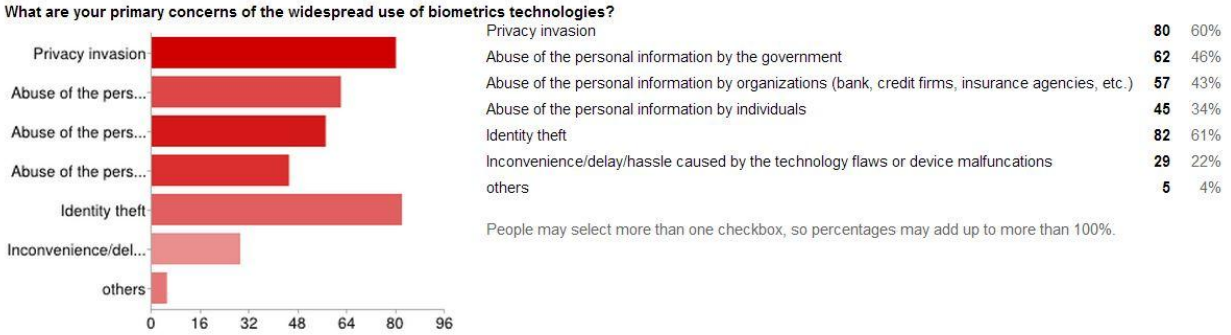 What are your primary concerns of the widespread use of biometrics technologies?
Privacy invasion
Abuse of the pers...
Abuse of the pers...
Abuse of the pers...
Identity theft
Inconvenience/del...
others
0 16 32 48 64 80 96
Privacy invasion 80 60%
Abuse of the personal information by the government 62 46%
Abuse of the personal information by organizations (bank, credit firms, insurance agencies, etc.) 57 43%
Abuse of the personal information by individuals 45 34%
Identity theft 82 61%
Inconvenience/delay/hassle caused by the technology flaws or device malfuncations 29 22%
others 5 4%
People may select more than one checkbox, so percentages may add up to more than 100%.